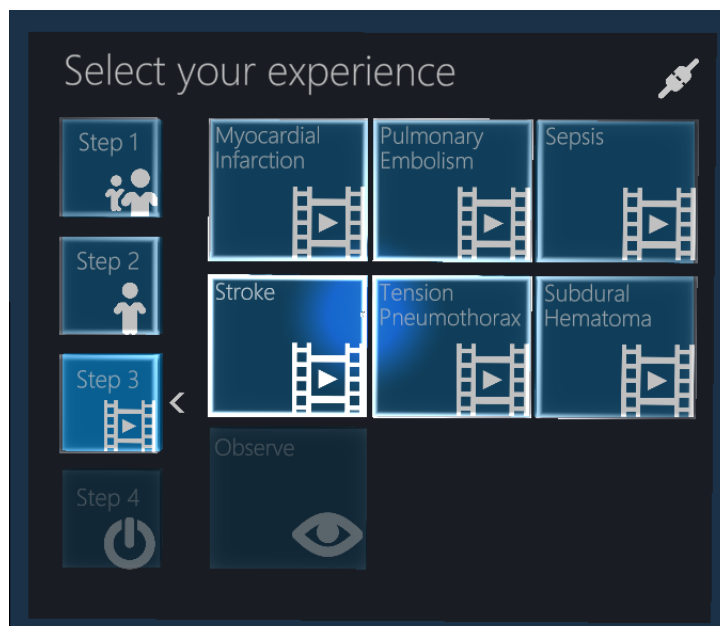 Select your experience
Step 1
Step 2
Step 3
Step 4
Myocardial
Infarction
Pulmonary
Embolism
Sepsis
Stroke
Tension
Pneumothorax
Subdural
Hematoma
Observe